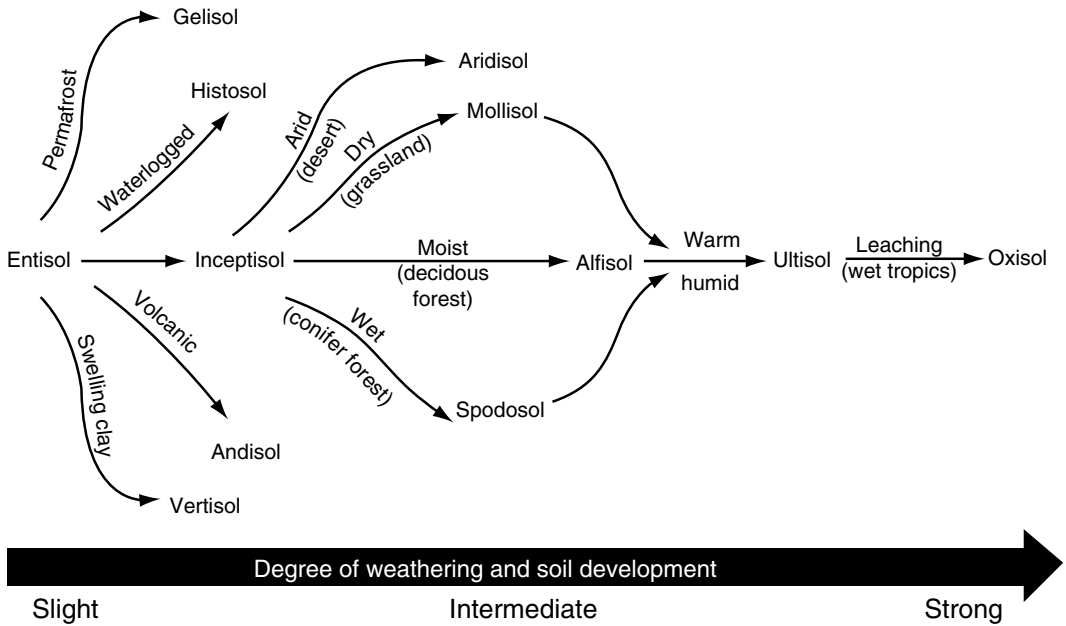 Gelisol
Permafrost
Histosol
Waterlogged
Arid
(desert)
Aridisol
Dry
(grassland)
Mollisol
Entisol
Inceptisol
Moist
(decidous
forest)
Alfisol
Warm
humid
Ultisol
Leaching
(wet tropics)
Oxisol
Volcanic
Swelling clay
Wet
(conifer forest)
Spodosol
Andisol
Vertisol
Degree of weathering and soil development
Slight
Intermediate
Strong